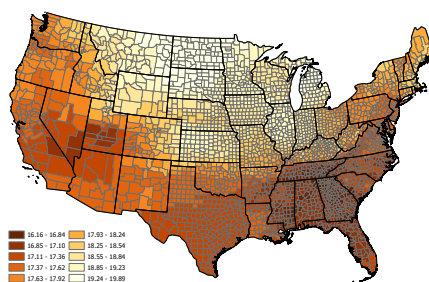 16.16 - 16.84
16.85 - 17.10
17.11 - 17.36
17.37 - 17.62
17.63 - 17.92
17.93 - 18.24
18.25 - 18.54
18.55 - 18.84
18.85 - 19.23
19.24 - 19.89